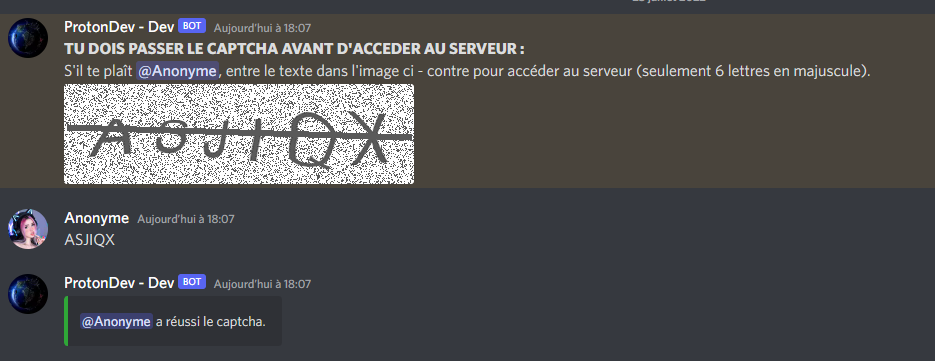 ProtonDev - Dev BOT Aujourd'hui à 18:07
TU DOIS PASSER LE CAPTCHA AVANT D'ACCEDER AU SERVEUR :
S'il te plaît @Anonyme, entre le texte dans l'image ci - contre pour accéder au serveur (seulement 6 lettres en majuscule).
ASJIQX
Anonyme Aujourd'hui à 18:07
ASJIQX
ProtonDev - Dev BOT Aujourd'hui à 18:07
@Anonyme a réussi le captcha.